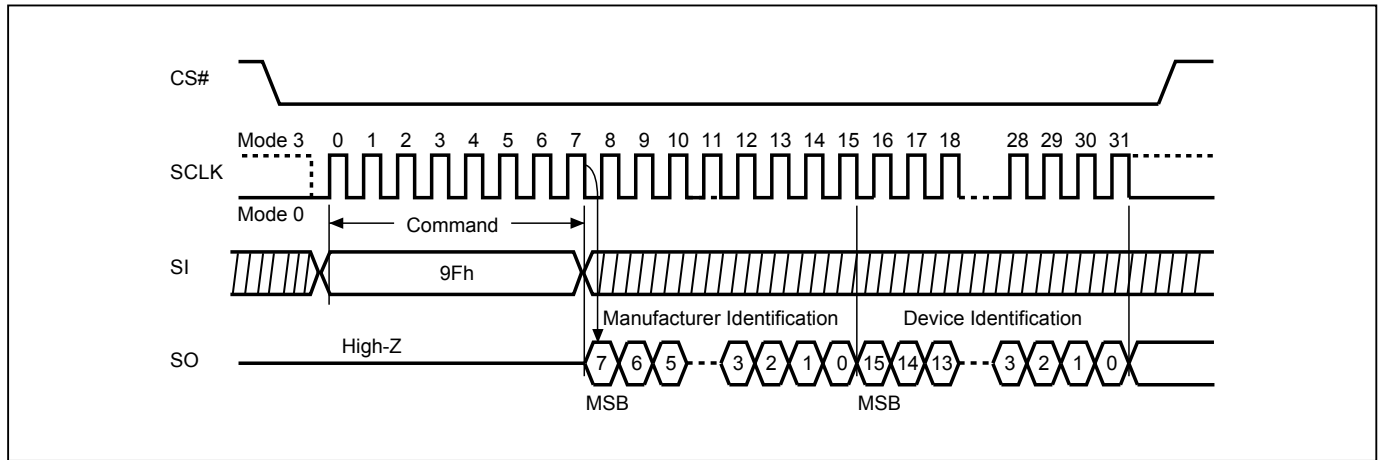 CS#
Mode 3 0 1 2 3 4 5 6 7 8 9 10 11 12 13 14 15 16 17 18 28 29 30 31
SCLK
Mode 0
Command
SI 9Fh
Manufacturer Identification Device Identification
High-Z
SO 7 6 5 3 2 1 0 15 14 13 3 2 1 0
MSB MSB